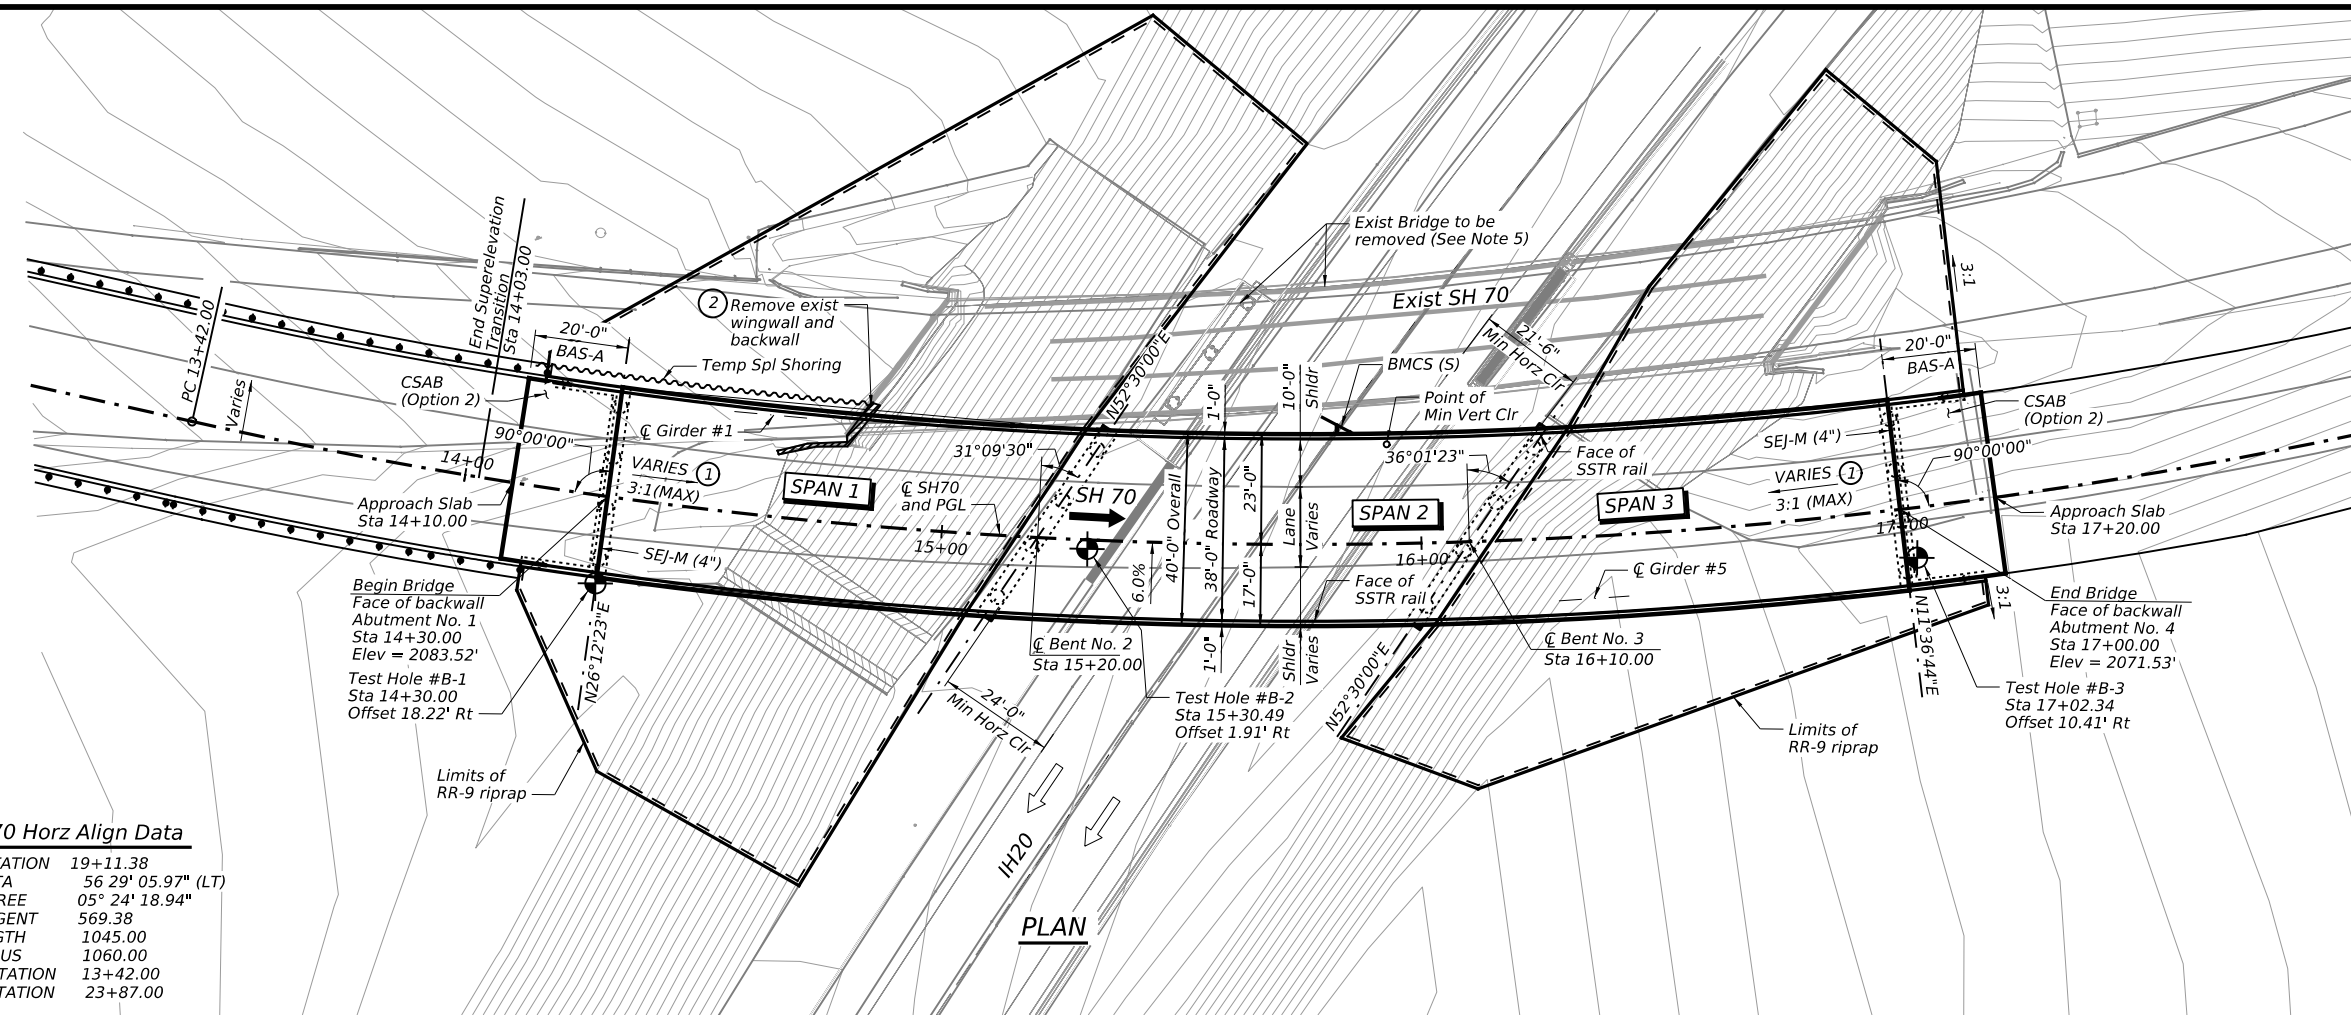 PC 13+42.00
Varies
End Superelevation
Transition
Sta 14+03.00
20'-0"
BAS-A
2
Remove exist
wingwall and
backwall
Temp Spl Shoring
CSAB
(Option 2)
℄ Girder #1
90°00'00"
14+00
VARIES 1
3:1(MAX)
SPAN 1
Approach Slab
Sta 14+10.00
SEJ-M (4")
Begin Bridge
Face of backwall
Abutment No. 1
Sta 14+30.00
Elev = 2083.52'
Test Hole #B-1
Sta 14+30.00
Offset 18.22' Rt
N26°12'23"E
Limits of
RR-9 riprap
℄ SH70
and PGL
15+00
31°09'30"
SH 70
N52°30'00"E
Exist Bridge to be
removed (See Note 5)
Exist SH 70
21'-6"
Min Horz Clr
BMCS (S)
Point of
Min Vert Clr
1'-0"
10'-0"
Shldr
40'-0" Overall
38'-0" Roadway
23'-0"
17'-0"
Lane
Varies
6.0%
1'-0"
Shldr
Varies
36°01'23"
Face of
SSTR rail
SPAN 2
16+00
SPAN 3
Face of
SSTR rail
℄ Girder #5
℄ Bent No. 2
Sta 15+20.00
℄ Bent No. 3
Sta 16+10.00
24'-0"
Min Horz Clr
Test Hole #B-2
Sta 15+30.49
Offset 1.91' Rt
N52°30'00"E
IH20
3:1
20'-0"
BAS-A
CSAB
(Option 2)
SEJ-M (4")
90°00'00"
VARIES 1
3:1 (MAX)
17+00
Approach Slab
Sta 17+20.00
3:1
End Bridge
Face of backwall
Abutment No. 4
Sta 17+00.00
Elev = 2071.53'
N11°36'44"E
Test Hole #B-3
Sta 17+02.34
Offset 10.41' Rt
Limits of
RR-9 riprap
PLAN
70 Horz Align Data
TATION 19+11.38
TA 56 29' 05.97" (LT)
REE 05° 24' 18.94"
GENT 569.38
GTH 1045.00
US 1060.00
TATION 13+42.00
TATION 23+87.00